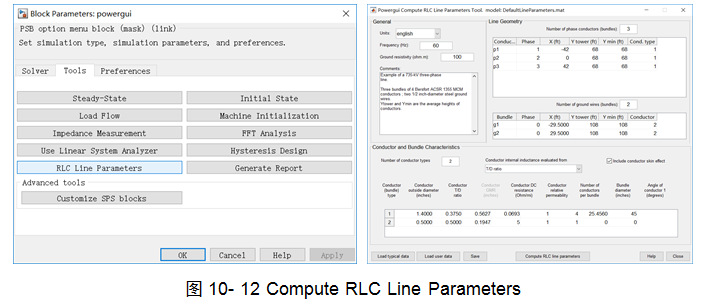 Block Parameters: powergui
PSB option menu block (mask) (link)
Set simulation type, simulation parameters, and preferences.
Solver Tools Preferences
Steady-State Initial State
Load Flow Machine Initialization
Impedance Measurement FFT Analysis
Use Linear System Analyzer Hysteresis Design
RLC Line Parameters Generate Report
Advanced tools
Customize SPS blocks
OK Cancel Help Apply
Powergui Compute RLC Line Parameters Tool. model: DefaultLineParameters.mat
General
Units english
Frequency (Hz) 60
Ground resistivity (ohm m) 100
Comments:
Example of a 735-kV three-phase
line.
Three bundles of 4 Bersfort ACSR 1355 MCM
conductors ; two 1/2 inch-diameter steel ground
wires
Ytower and Ymin are the average heights of
conductors.
Line Geometry
Number of phase conductors (bundles) 3
Conduc... Phase X (ft) Y tower (ft) Y min (ft) Cond. type
p1 1 -42 68 68 1
p2 2 0 68 68 1
p3 3 42 68 68 1
Number of ground wires (bundles) 2
Bundle Phase X (ft) Y tower (ft) Y min (ft) Conductor
g1 0 -29.5000 108 108 2
g2 0 29.5000 108 108 2
Conductor and Bundle Characteristics
Number of conductor types 2
Conductor internal inductance evaluated from
T/D ratio
Include conductor skin effect
Conductor (bundle) type
Conductor outside diameter (inches)
Conductor T/D ratio
Conductor GMR (inches)
Conductor DC resistance (Ohm/mi)
Conductor relative permeability
Number of conductors per bundle
Bundle diameter (inches)
Angle of conductor 1 (degrees)
1 1.4000 0.3750 0.5627 0.0693 1 4 25.4560 45
2 0.5000 0.5000 0.1947 5 1 1 0 0
Load typical data Load user data Save Compute RLC line parameters Help Close
图 10- 12 Compute RLC Line Parameters